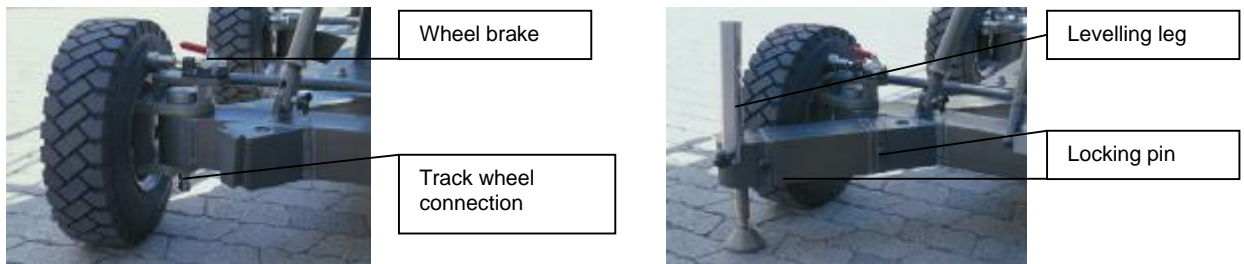 Wheel brake
Track wheel
connection
Levelling leg
Locking pin